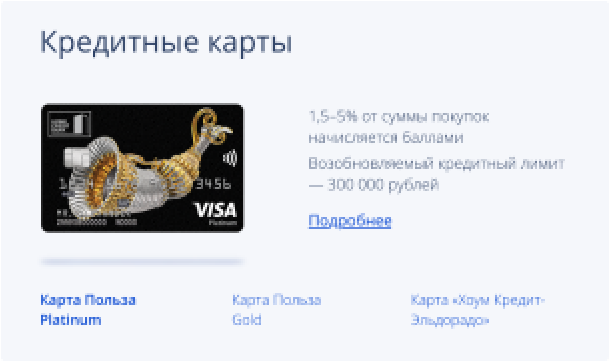 Кредитные карты
1,5–5% от суммы покупок
начисляется баллами
Возобновляемый кредитный лимит
— 300 000 рублей
Подробнее
3456
VISA
Platinum
Карта Польза
Platinum
Карта Польза
Gold
Карта «Хоум Кредит-
Эльдорадо»